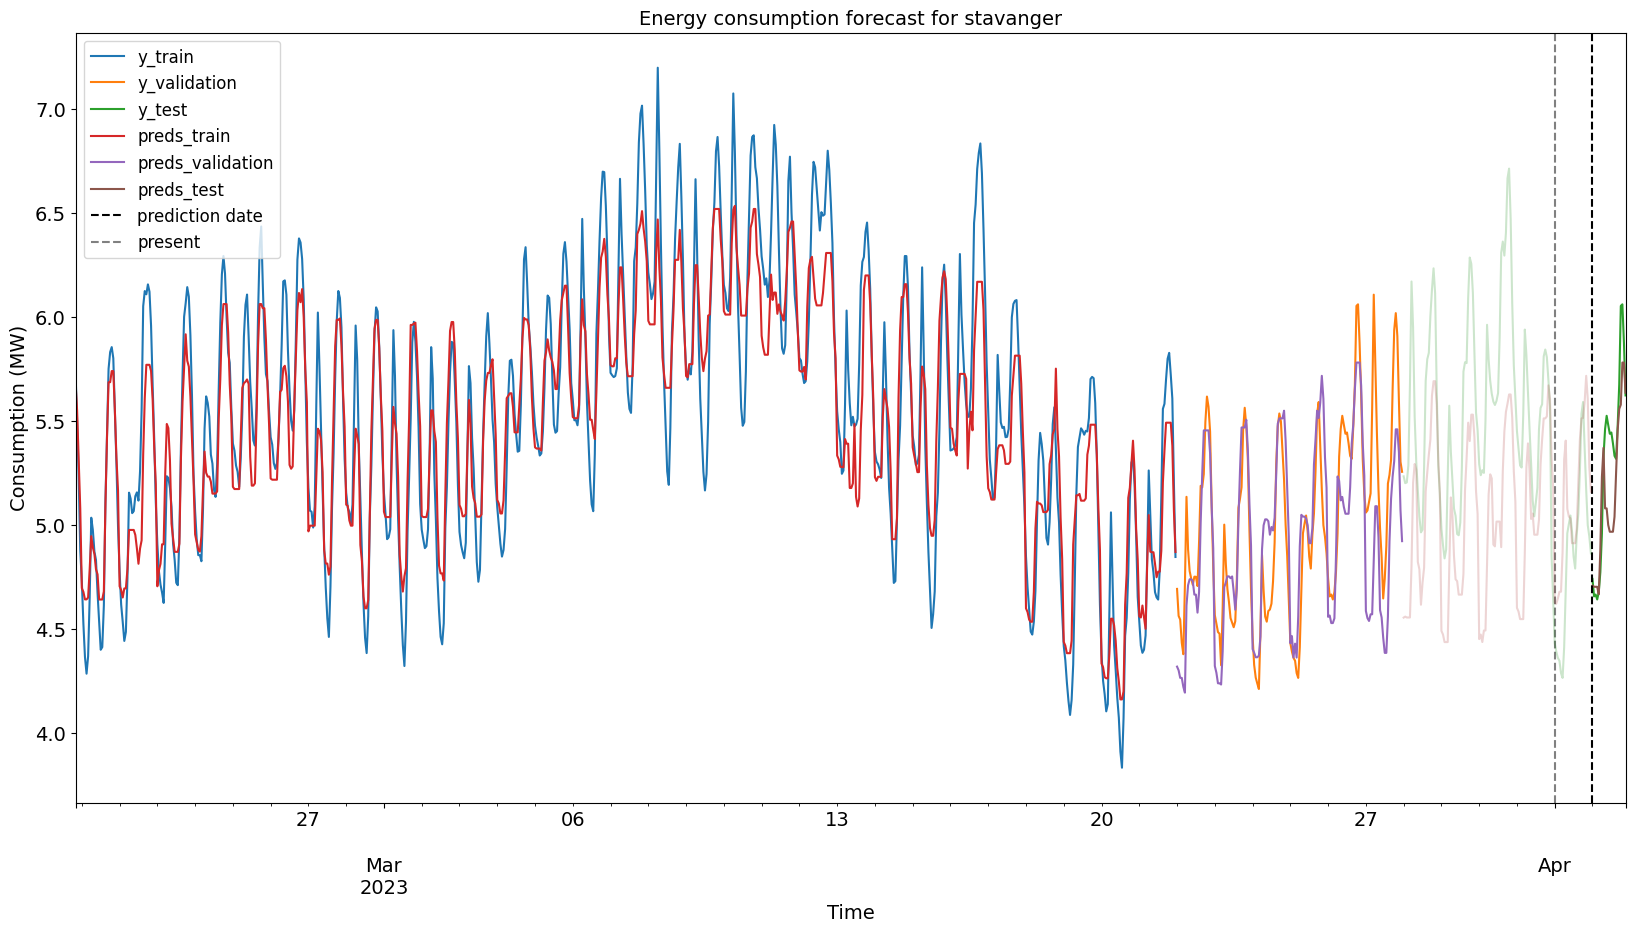 Energy consumption forecast for stavanger
y_train
y_validation
y_test
preds_train
preds_validation
preds_test
prediction date
present
Consumption (MW)
7.0
6.5
6.0
5.5
5.0
4.5
4.0
27
06
13
20
27
Mar
2023
Apr
Time